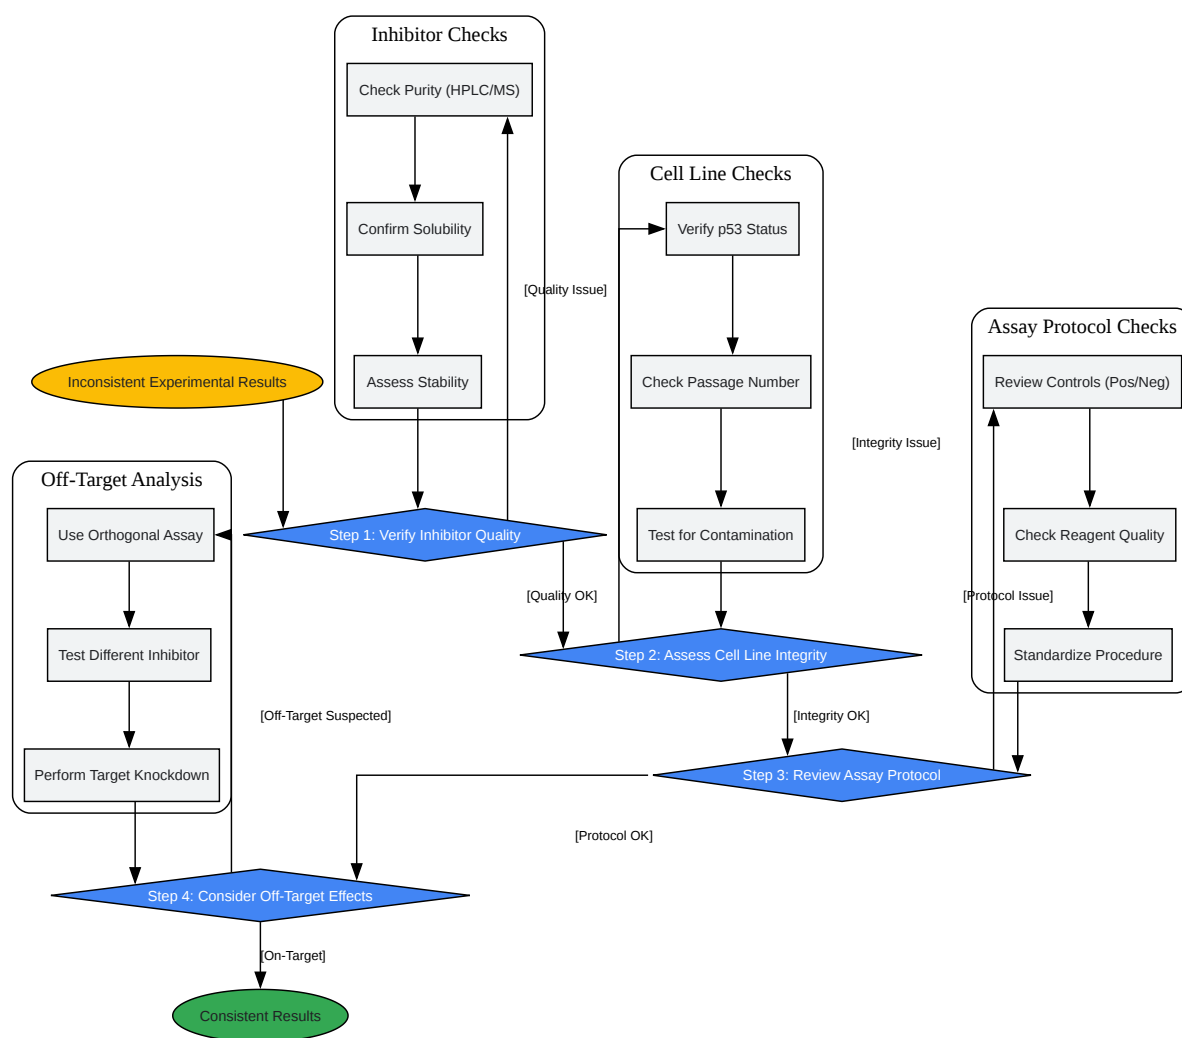 Inhibitor Checks
Check Purity (HPLC/MS)
Confirm Solubility
Assess Stability
[Quality Issue]
Cell Line Checks
Verify p53 Status
Check Passage Number
Test for Contamination
[Integrity Issue]
Assay Protocol Checks
Review Controls (Pos/Neg)
Check Reagent Quality
[Protocol Issue]
Standardize Procedure
Inconsistent Experimental Results
Off-Target Analysis
Use Orthogonal Assay
Test Different Inhibitor
Perform Target Knockdown
Step 1: Verify Inhibitor Quality
[Quality OK]
Step 2: Assess Cell Line Integrity
[Off-Target Suspected]
[Integrity OK]
Step 3: Review Assay Protocol
[Protocol OK]
Step 4: Consider Off-Target Effects
[On-Target]
Consistent Results